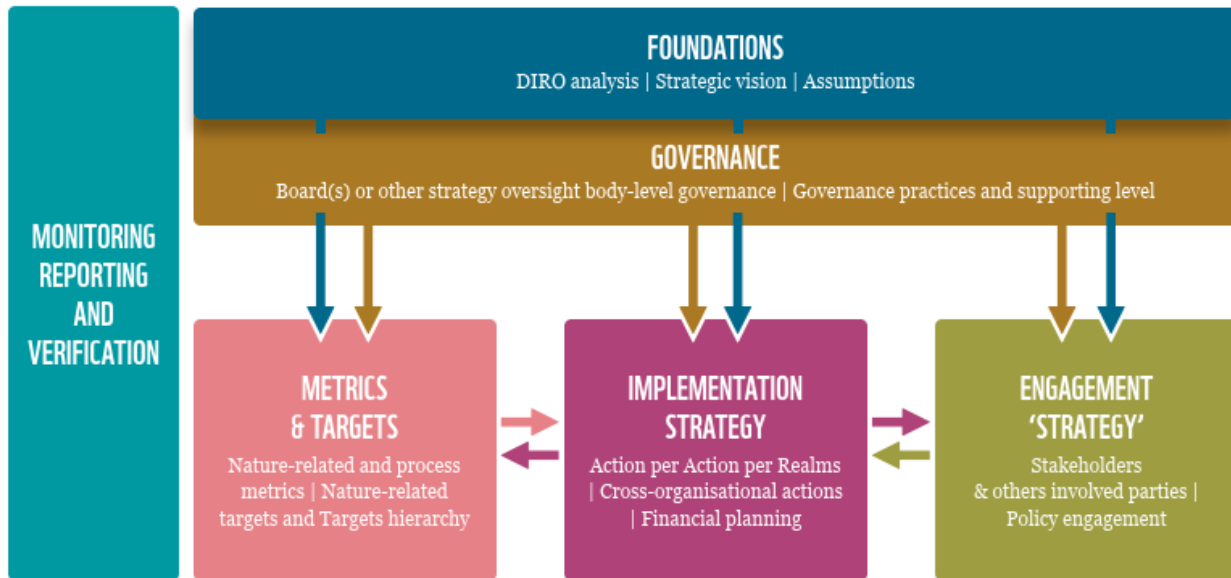 MONITORING
REPORTING
AND
VERIFICATION
FOUNDATIONS
DIRO analysis | Strategic vision | Assumptions
GOVERNANCE
Board(s) or other strategy oversight body-level governance | Governance practices and supporting level
METRICS
& TARGETS
Nature-related and process
metrics | Nature-related
targets and Targets hierarchy
IMPLEMENTATION
STRATEGY
Action per Action per Realms
| Cross-organisational actions
| Financial planning
ENGAGEMENT
‘STRATEGY’
Stakeholders
& others involved parties |
Policy engagement